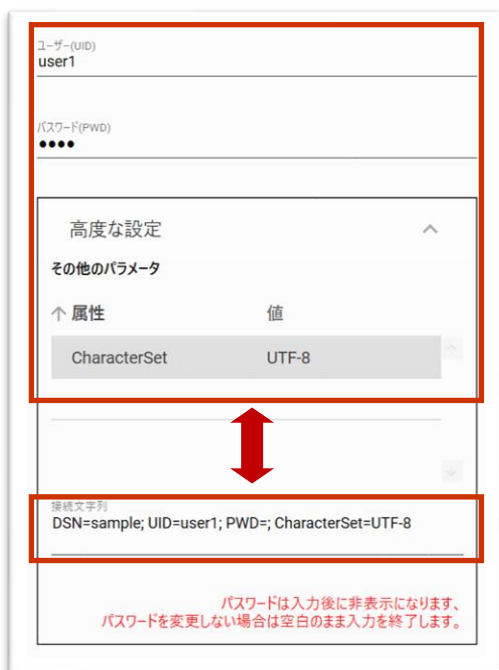 ユーザー(UID)
user1
パスワード(PWD)
●●●●
高度な設定
その他のパラメータ
↑ 属性 値
CharacterSet UTF-8
接続文字列
DSN=sample; UID=user1; PWD=; CharacterSet=UTF-8
パスワードは入力後に非表示になります、
パスワードを変更しない場合は空白のまま入力を終了します。